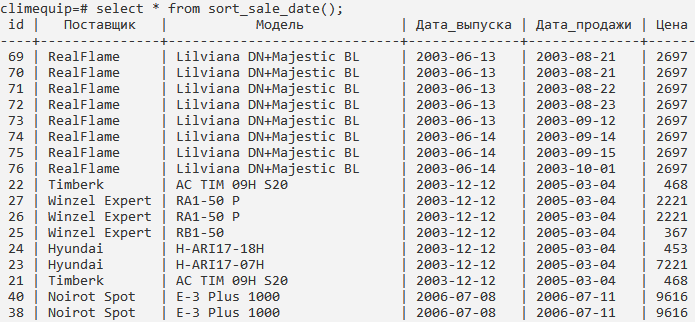 climequip=# select * from sort_sale_date();
id | Поставщик | Модель | Дата_выпуска | Дата_продажи | Цена
----+---------------+-----------------------------+--------------+--------------+------
69 | RealFlame | Lilviana DN+Majestic BL | 2003-06-13 | 2003-08-21 | 2697
70 | RealFlame | Lilviana DN+Majestic BL | 2003-06-13 | 2003-08-21 | 2697
71 | RealFlame | Lilviana DN+Majestic BL | 2003-06-13 | 2003-08-22 | 2697
72 | RealFlame | Lilviana DN+Majestic BL | 2003-06-13 | 2003-08-23 | 2697
73 | RealFlame | Lilviana DN+Majestic BL | 2003-06-13 | 2003-09-12 | 2697
74 | RealFlame | Lilviana DN+Majestic BL | 2003-06-14 | 2003-09-14 | 2697
75 | RealFlame | Lilviana DN+Majestic BL | 2003-06-14 | 2003-09-15 | 2697
76 | RealFlame | Lilviana DN+Majestic BL | 2003-06-14 | 2003-10-01 | 2697
22 | Timberk | AC TIM 09H S20 | 2003-12-12 | 2005-03-04 | 468
27 | Winzel Expert | RA1-50 P | 2003-12-12 | 2005-03-04 | 2221
26 | Winzel Expert | RA1-50 P | 2003-12-12 | 2005-03-04 | 2221
25 | Winzel Expert | RB1-50 | 2003-12-12 | 2005-03-04 | 367
24 | Hyundai | H-ARI17-18H | 2003-12-12 | 2005-03-04 | 453
23 | Hyundai | H-ARI17-07H | 2003-12-12 | 2005-03-04 | 7221
21 | Timberk | AC TIM 09H S20 | 2003-12-12 | 2005-03-04 | 468
40 | Noirot Spot | E-3 Plus 1000 | 2006-07-08 | 2006-07-11 | 9616
38 | Noirot Spot | E-3 Plus 1000 | 2006-07-08 | 2006-07-11 | 9616